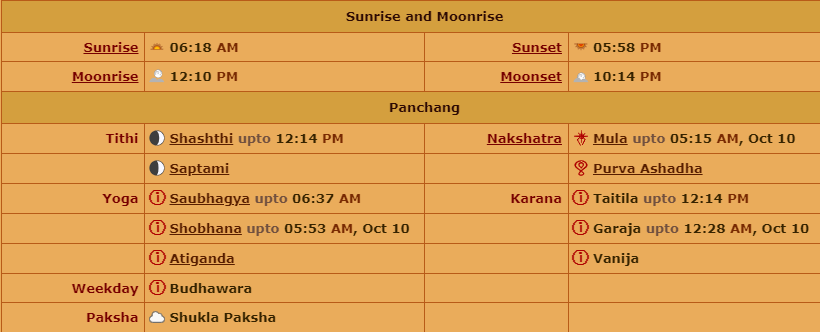 Sunrise and Moonrise
Sunrise 06:18 AM Sunset 05:58 PM
Moonrise 12:10 PM Moonset 10:14 PM
Panchang
Tithi Shashthi upto 12:14 PM Nakshatra Mula upto 05:15 AM, Oct 10
Saptami Purva Ashadha
Yoga Saubhagya upto 06:37 AM Karana Taitila upto 12:14 PM
Shobhana upto 05:53 AM, Oct 10 Garaja upto 12:28 AM, Oct 10
Atiganda Vanija
Weekday Budhawara
Paksha Shukla Paksha